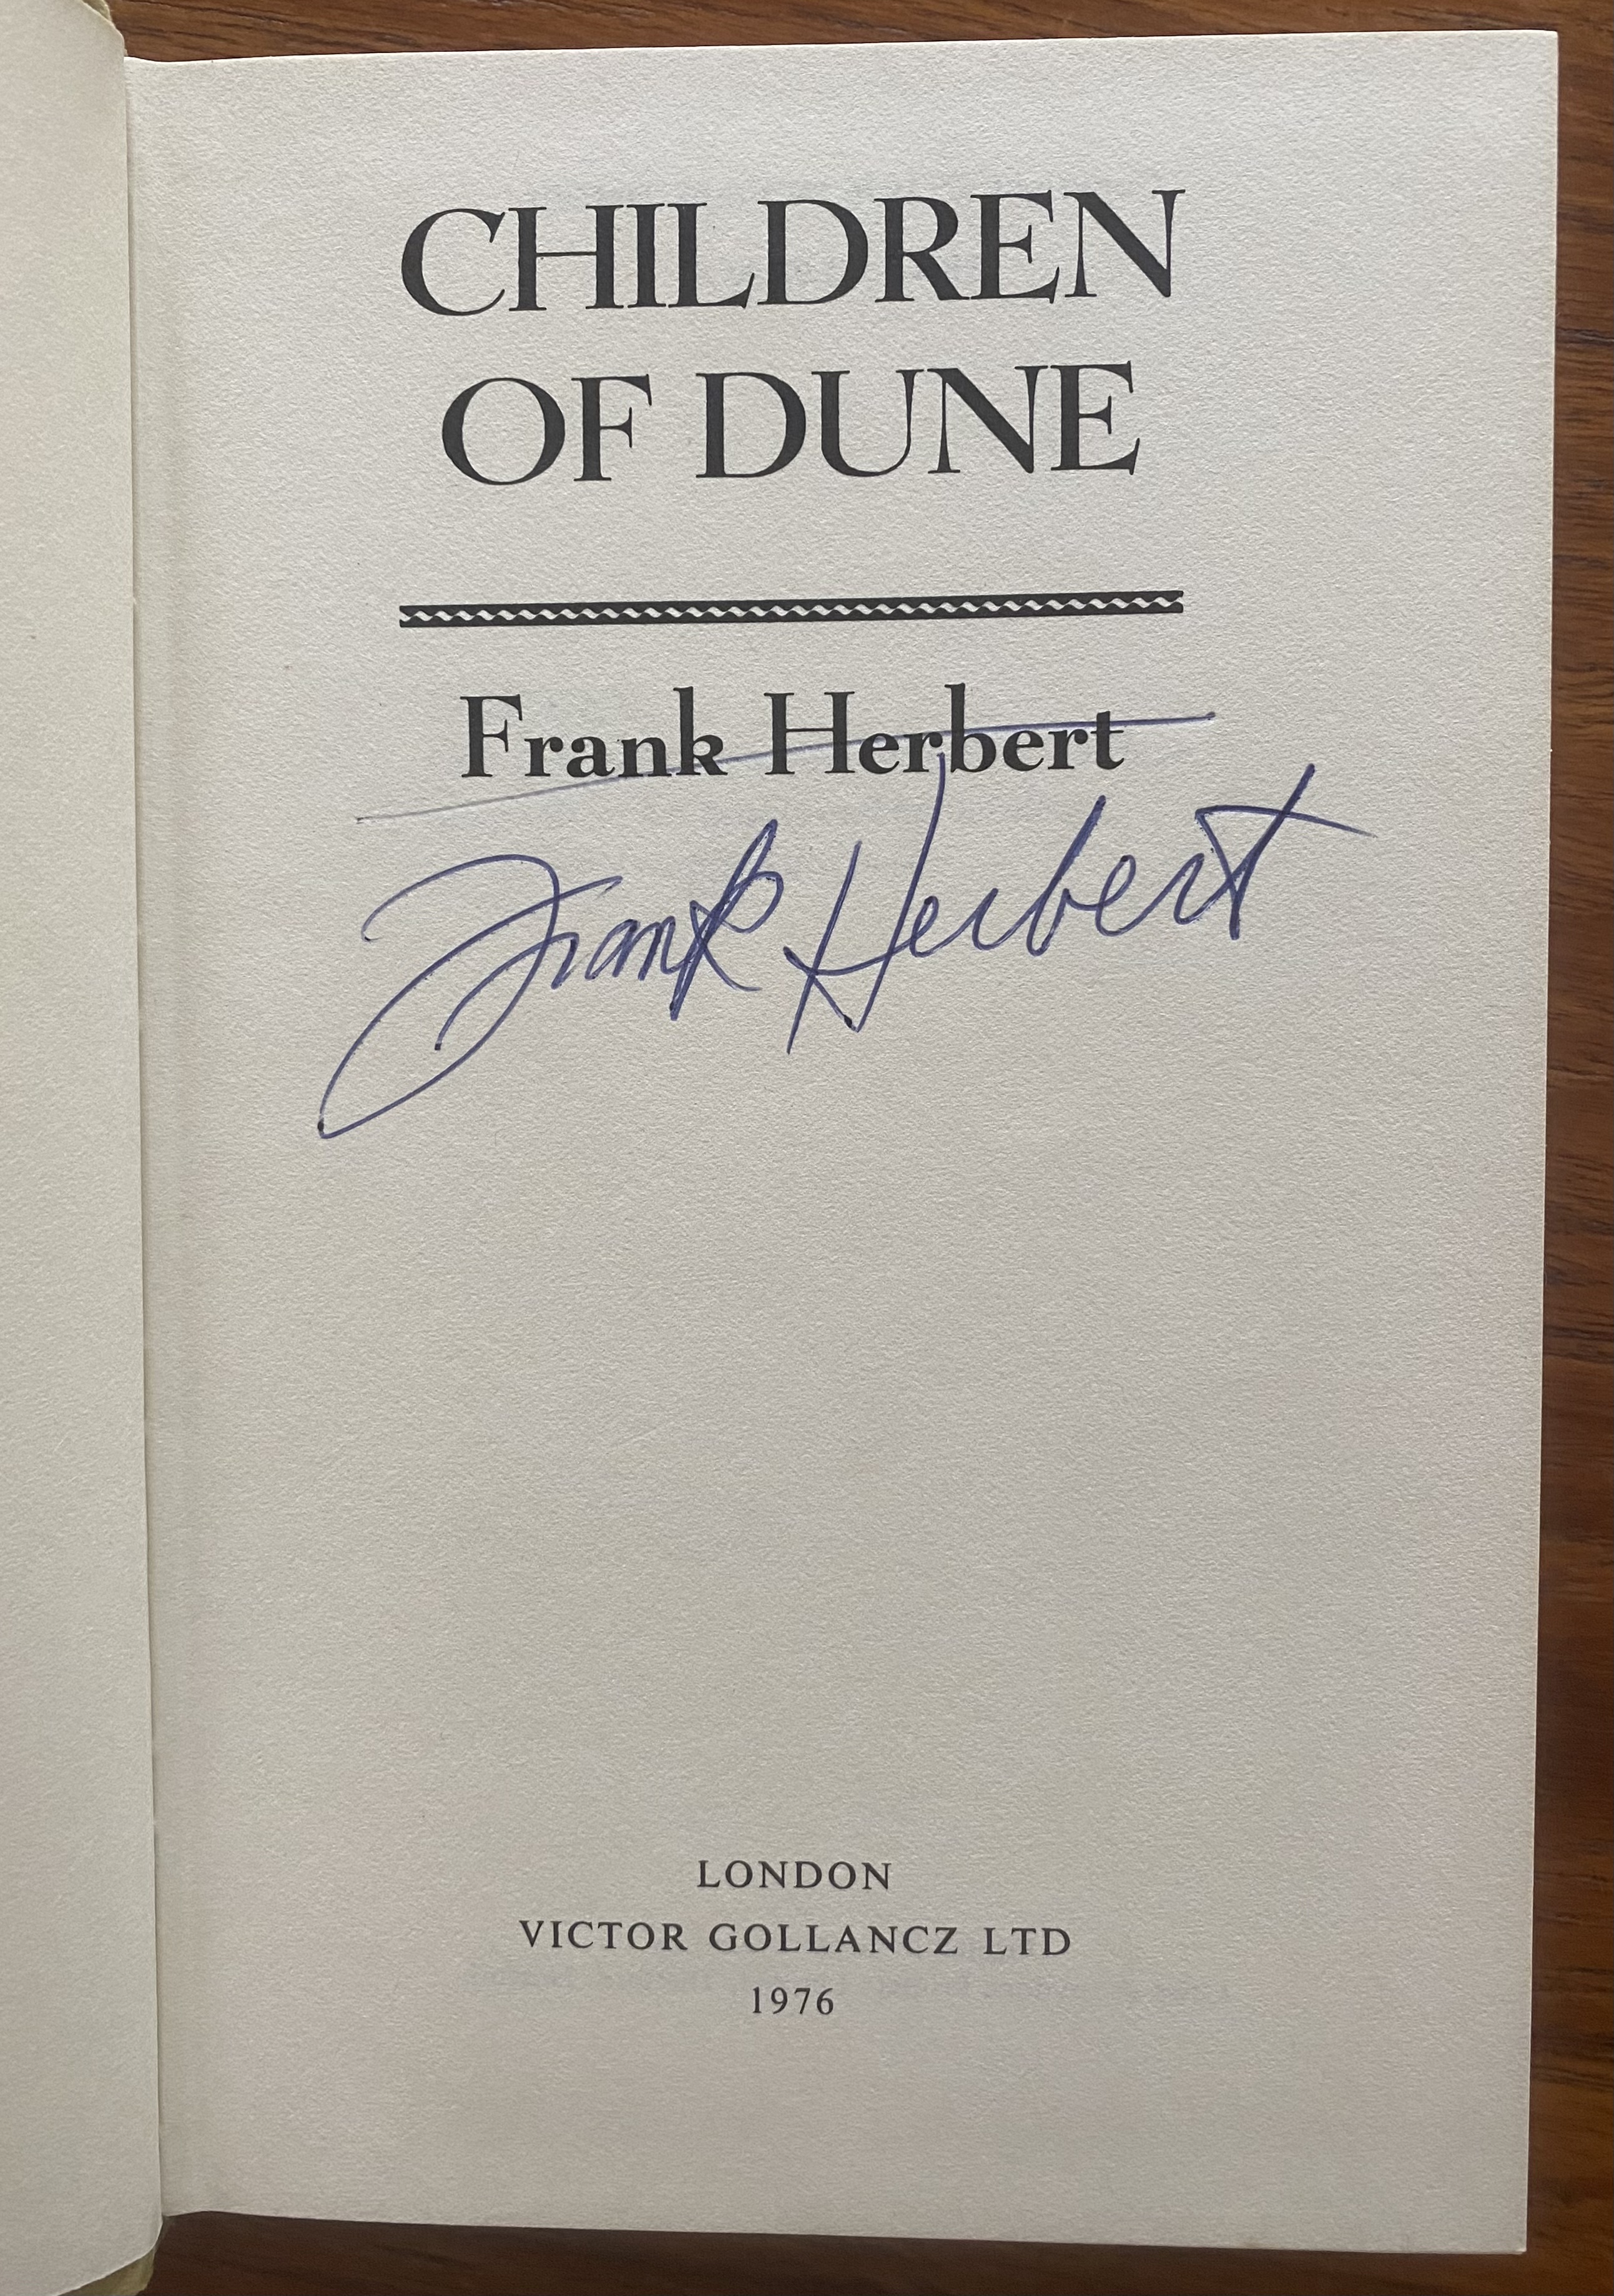 CHILDREN
OF DUNE
Frank Herbert
Frank Herbert
LONDON
VICTOR GOLLANCZ LTD
1976